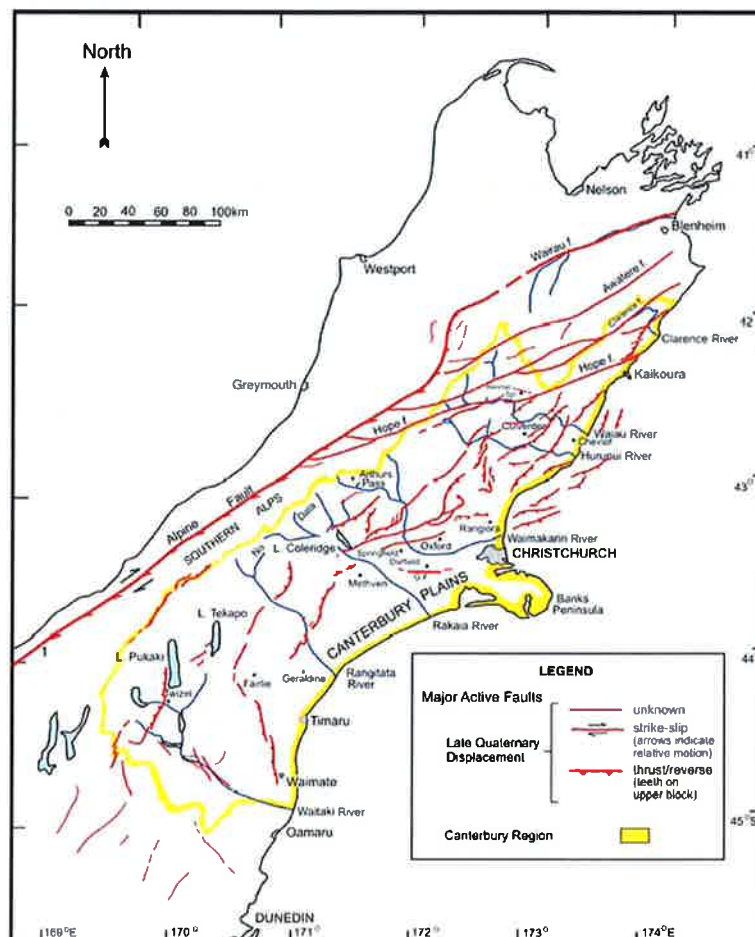 North
0 20 40 60 80 100km
41°
Nelson
Blenheim
Wairau f.
Westport
Awatere f.
42°
Clarence f.
Clarence River
Hope f.
Kaikoura
Greymouth
Hope f.
Culverden
Cheviot
Waiau River
Hurunui River
Arthurs
Pass
43°
Alpine Fault
SOUTHERN ALPS
No Data
L. Coleridge
Rangiora
Waimakariri River
Oxford
Springfield
Darfield
G.F.
CHRISTCHURCH
Methven
CANTERBURY PLAINS
Banks
Peninsula
L. Tekapo
Rakaia River
L. Pukaki
44°
Twizel
Fairlie
Geraldine
Rangitata
River
Timaru
Waimate
Waitaki River
Oamaru
45°S
DUNEDIN
169°E 170° 171° 172° 173° 174°E
LEGEND
Major Active Faults
unknown
Late Quaternary
Displacement
strike-slip
(arrows indicate
relative motion)
thrust/reverse
(teeth on
upper block)
Canterbury Region